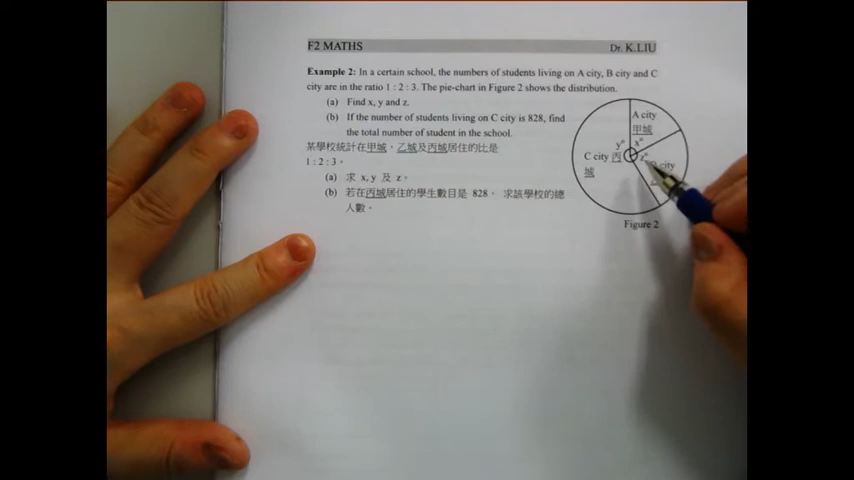 F2 MATHS
Dr. K.LIU
Example 2: In a certain school, the numbers of students living on A city, B city and C
city are in the ratio 1 : 2 : 3. The pie-chart in Figure 2 shows the distribution.
(a) Find x, y and z.
(b) If the number of students living on C city is 828, find
the total number of student in the school.
某學校統計在甲城，乙城及丙城居住的比是
1 : 2 : 3。
(a) 求 x, y 及 z。
(b) 若在丙城居住的學生數目是 828， 求該學校的總
人數。
A city
甲城
y° x°
C city 丙
城
z°
city
Figure 2